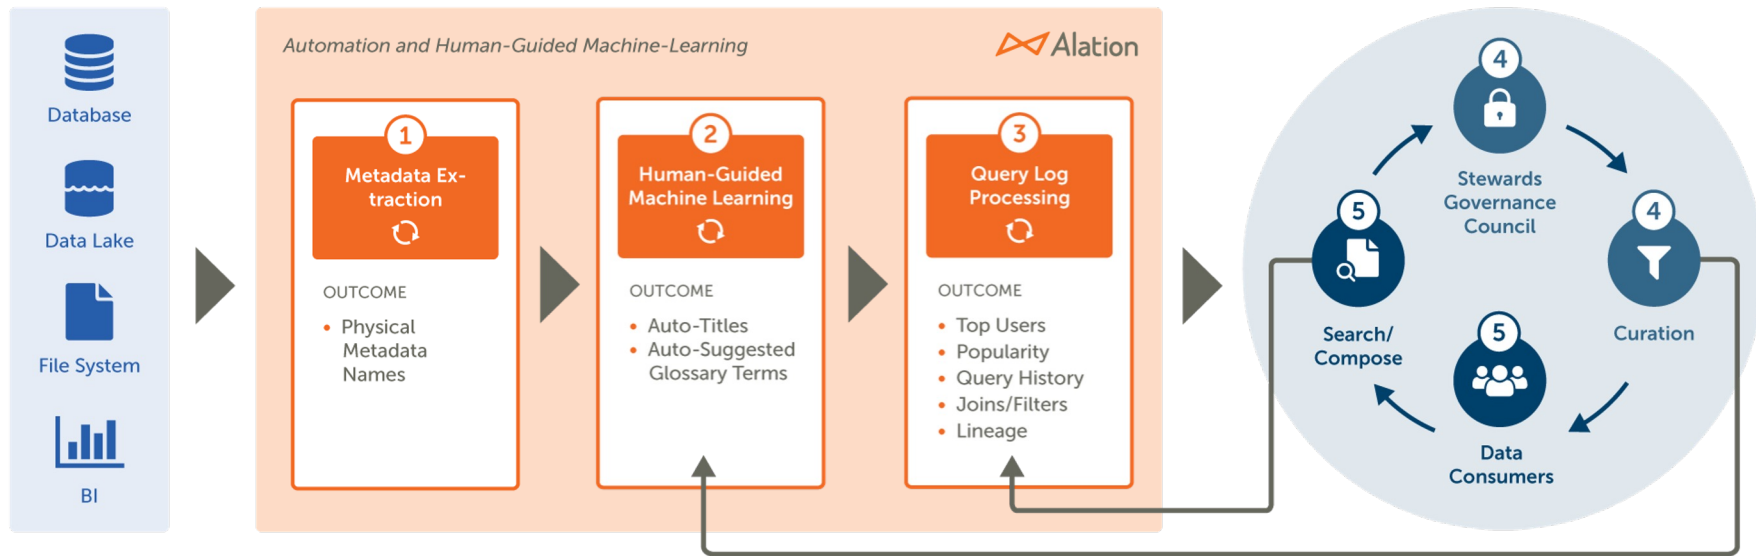 Database
Data Lake
File System
BI
Automation and Human-Guided Machine-Learning
Alation
1
Metadata Ex-
traction
OUTCOME
• Physical
Metadata
Names
2
Human-Guided
Machine Learning
OUTCOME
• Auto-Titles
• Auto-Suggested
Glossary Terms
3
Query Log
Processing
OUTCOME
• Top Users
• Popularity
• Query History
• Joins/Filters
• Lineage
4
Stewards
Governance
Council
4
Curation
5
Data
Consumers
5
Search/
Compose